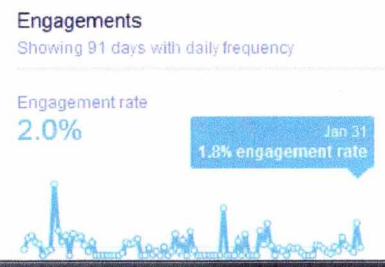 Engagements
Showing 91 days with daily frequency
Engagement rate
2.0%
Jan 31
1.8% engagement rate